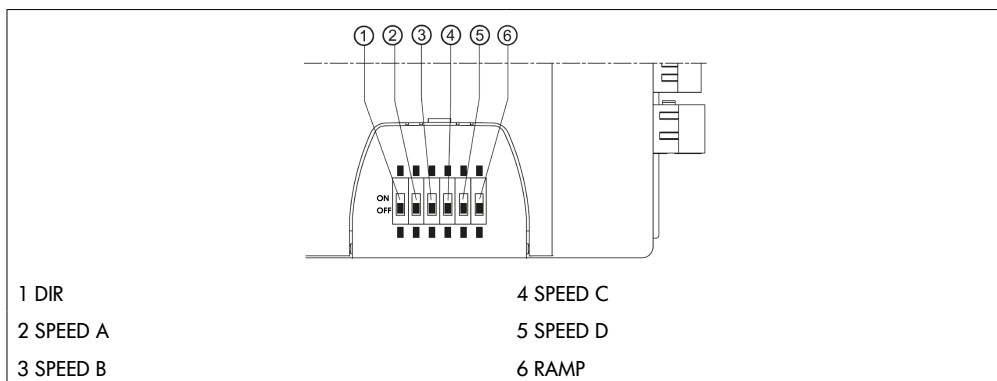 ① ② ③ ④ ⑤ ⑥
ON
OFF
1 DIR
2 SPEED A
3 SPEED B
4 SPEED C
5 SPEED D
6 RAMP